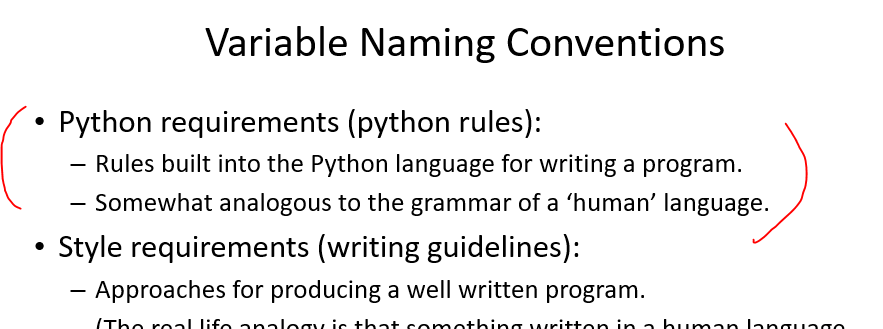 Variable Naming Conventions
• Python requirements (python rules):
– Rules built into the Python language for writing a program.
– Somewhat analogous to the grammar of a ‘human’ language.
• Style requirements (writing guidelines):
– Approaches for producing a well written program.
(The real life analogy is that something written in a human language